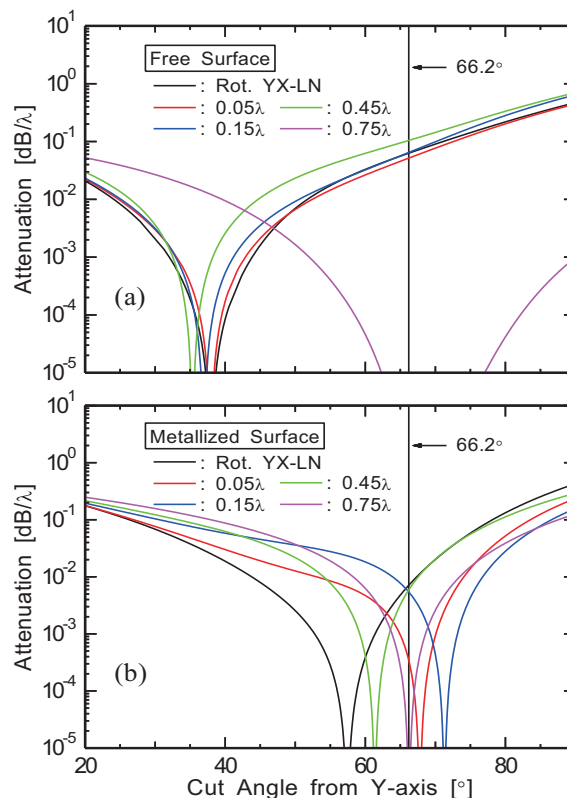 10^1
Free Surface
66.2°
10^0
: Rot. YX-LN
: 0.05λ
: 0.45λ
10^-1
: 0.15λ
: 0.75λ
10^-2
10^-3
10^-4
(a)
10^-5
Attenuation [dB/λ]
10^1
Metallized Surface
66.2°
10^0
: Rot. YX-LN
: 0.05λ
: 0.45λ
10^-1
: 0.15λ
: 0.75λ
10^-2
10^-3
10^-4
(b)
10^-5
Attenuation [dB/λ]
20 40 60 80
Cut Angle from Y-axis [°]